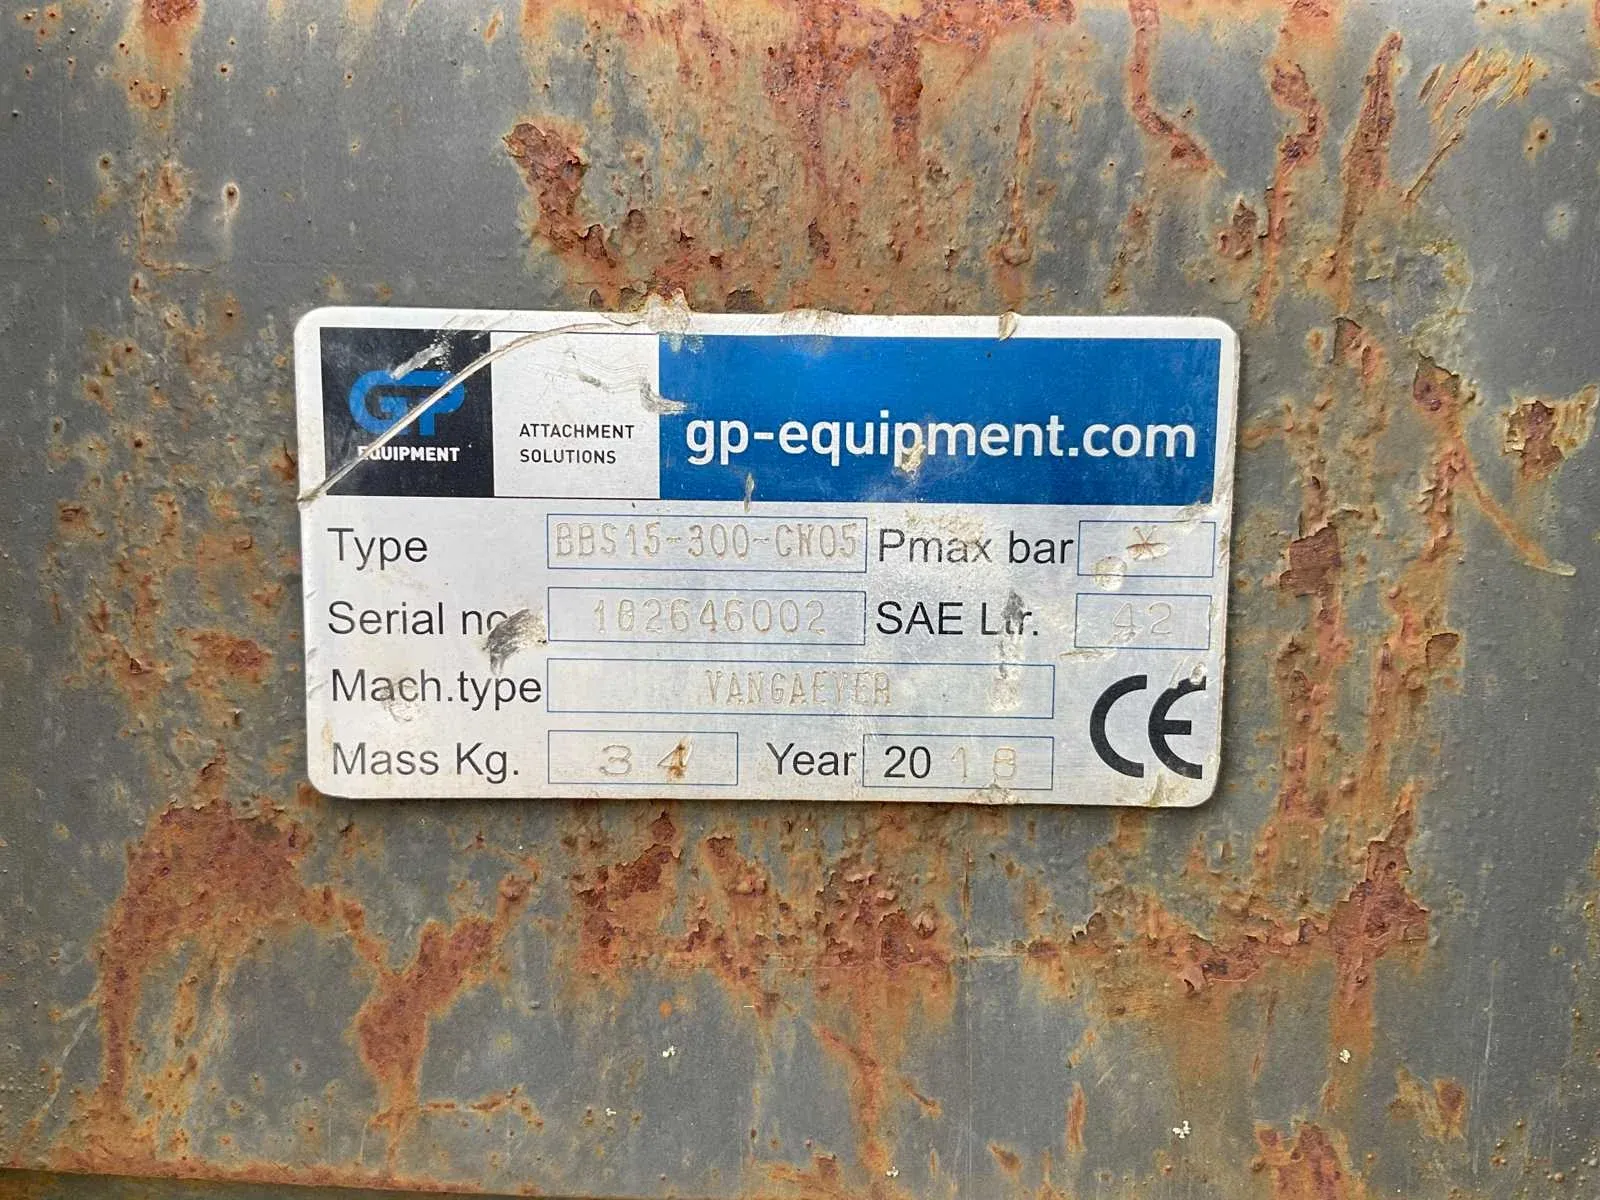 GP
EQUIPMENT
ATTACHMENT
SOLUTIONS
gp-equipment.com
Type BBS15-300-CW05 Pmax bar X
Serial no. 182646002 SAE Ltr. 42
Mach.type VANGAEVER
Mass Kg. 34 Year 2018
CE